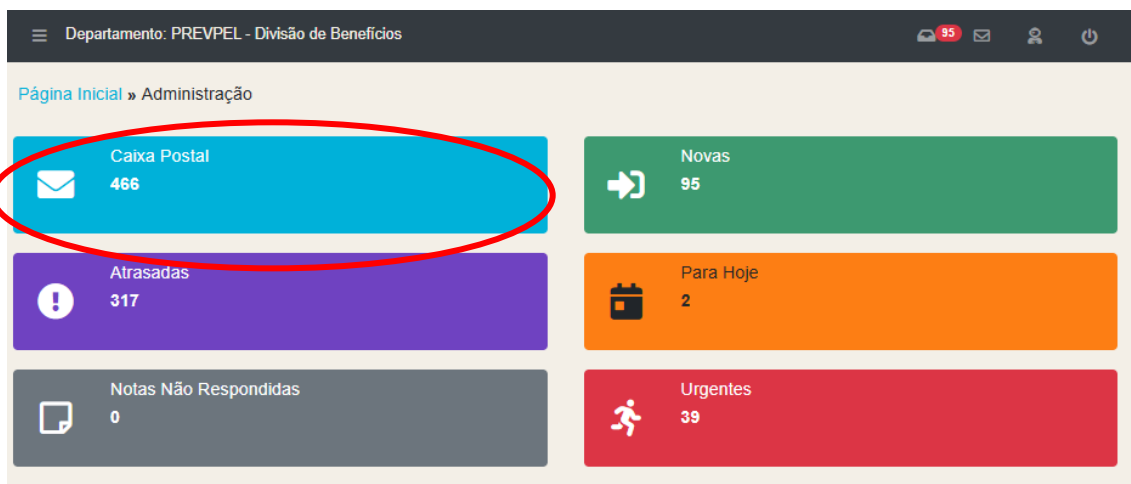 Departamento: PREVPEL - Divisão de Benefícios
95
Página Inicial » Administração
Caixa Postal
466
Novas
95
Atrasadas
317
Para Hoje
2
Notas Não Respondidas
0
Urgentes
39